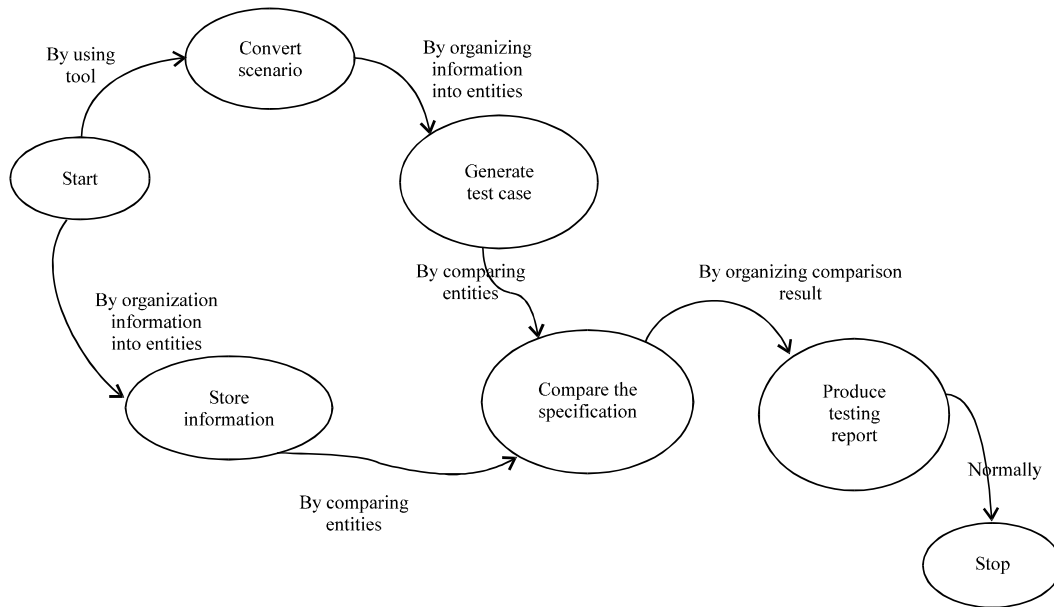 Convert
scenario
By using
tool
By organizing
information
into entities
Start
Generate
test case
By comparing
entities
By organizing comparison
result
By organization
information
into entities
Store
information
Compare the
specification
Produce
testing
report
Normally
By comparing
entities
Stop